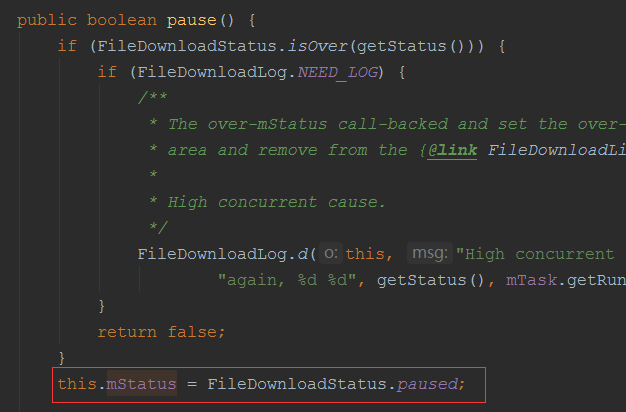 public boolean pause() {
if (FileDownloadStatus.isOver(getStatus())) {
if (FileDownloadLog.NEED_LOG) {
/**
* The over-mStatus call-backed and set the over-
* area and remove from the {@link FileDownloadLi
*
* High concurrent cause.
*/
FileDownloadLog.d( o: this, msg: "High concurrent
"again, %d %d", getStatus(), mTask.getRun
}
return false;
}
this.mStatus = FileDownloadStatus.paused;